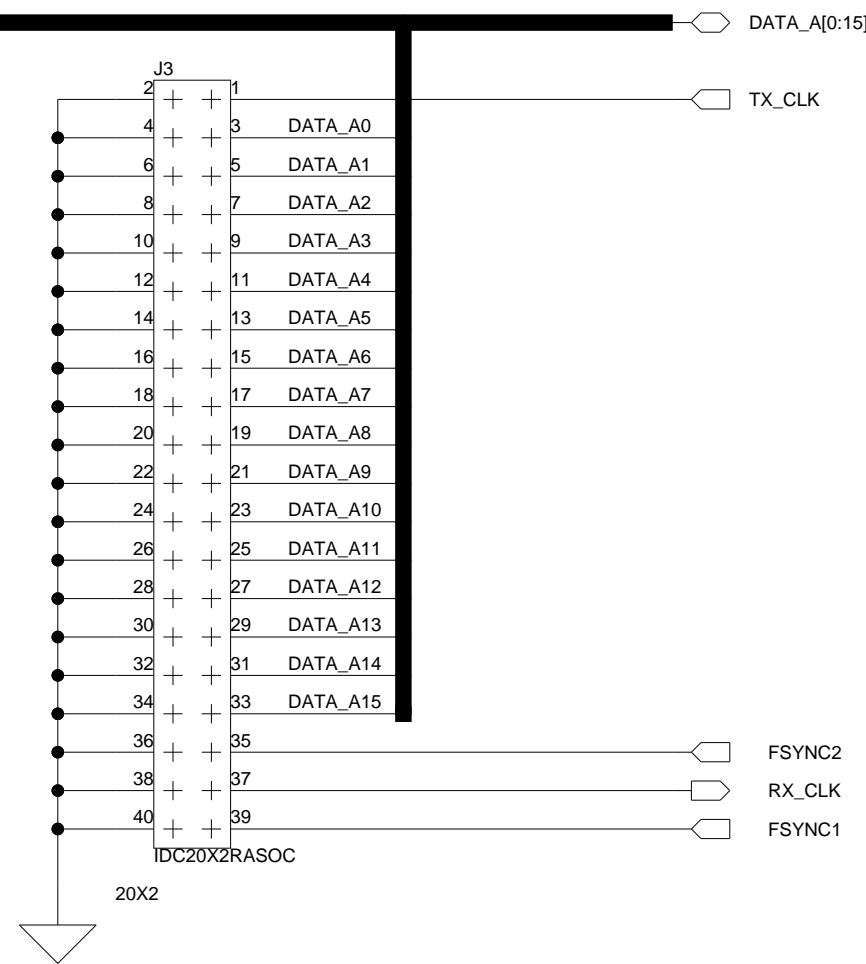 DATA_A[0:15]
J3
2 1 TX_CLK
4 3 DATA_A0
6 5 DATA_A1
8 7 DATA_A2
10 9 DATA_A3
12 11 DATA_A4
14 13 DATA_A5
16 15 DATA_A6
18 17 DATA_A7
20 19 DATA_A8
22 21 DATA_A9
24 23 DATA_A10
26 25 DATA_A11
28 27 DATA_A12
30 29 DATA_A13
32 31 DATA_A14
34 33 DATA_A15
36 35 FSYNC2
38 37 RX_CLK
40 39 FSYNC1
IDC20X2RASOC
20X2